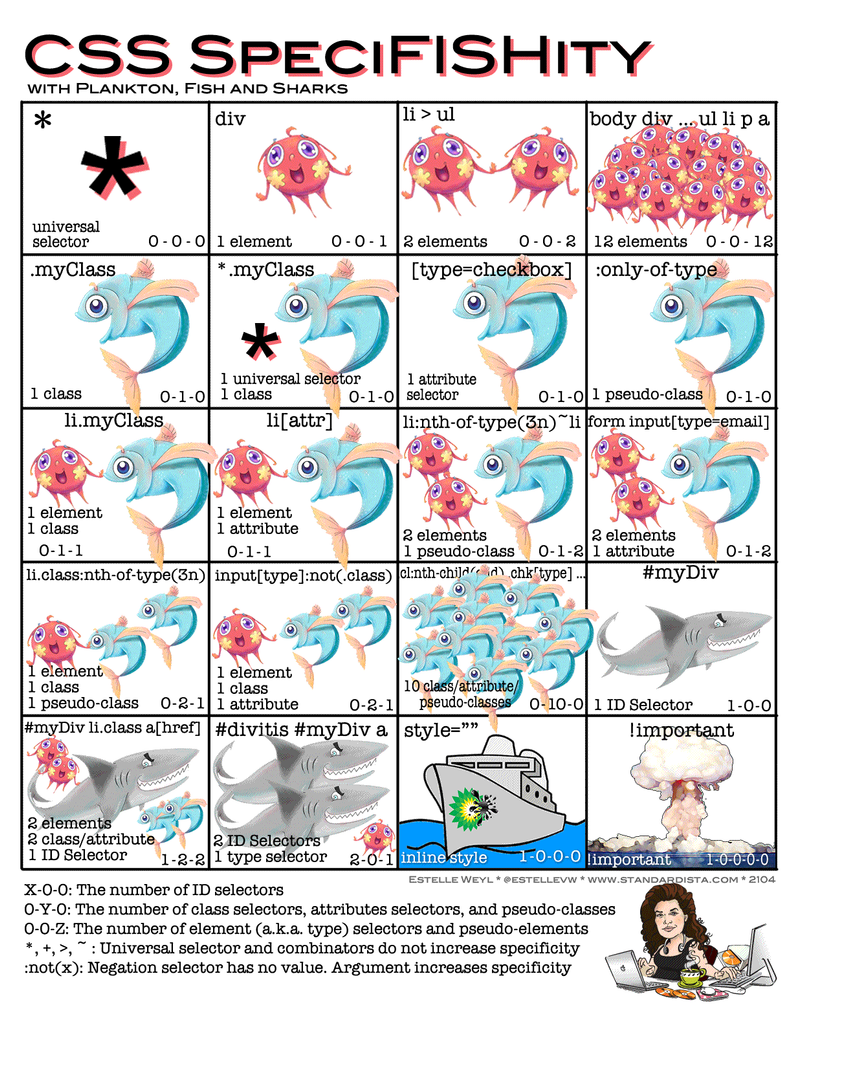 CSS SpeciFISHity
with Plankton, Fish and Sharks
*
*
universal
selector
0-0-0
div
1 element
0-0-1
li > ul
2 elements
0-0-2
body div ... ul li p a
12 elements
0-0-12
.myClass
1 class
0-1-0
*.myClass
*
1 universal selector
1 class
0-1-0
[type=checkbox]
1 attribute
selector
0-1-0
:only-of-type
1 pseudo-class
0-1-0
li.myClass
1 element
1 class
0-1-1
li[attr]
1 element
1 attribute
0-1-1
li:nth-of-type(3n)~li
2 elements
1 pseudo-class
0-1-2
form input[type=email]
2 elements
1 attribute
0-1-2
li.class:nth-of-type(3n)
1 element
1 class
1 pseudo-class
0-2-1
input[type]:not(.class)
1 element
1 class
1 attribute
0-2-1
.chk[type] ...
10 class/attribute/
pseudo-classes
0-10-0
#myDiv
1 ID Selector
1-0-0
#myDiv li.class a[href]
2 elements
2 class/attribute
1 ID Selector
1-2-2
#divitis #myDiv a
2 ID Selectors
1 type selector
2-0-1
style=""
bp
inline style
1-0-0-0
!important
!important
1-0-0-0-0
Estelle Weyl * @estellevw * www.standardista.com * 2104
X-0-0: The number of ID selectors
0-Y-0: The number of class selectors, attributes selectors, and pseudo-classes
0-0-Z: The number of element (a.k.a. type) selectors and pseudo-elements
*, +, >, ~ : Universal selector and combinators do not increase specificity
:not(x): Negation selector has no value. Argument increases specificity